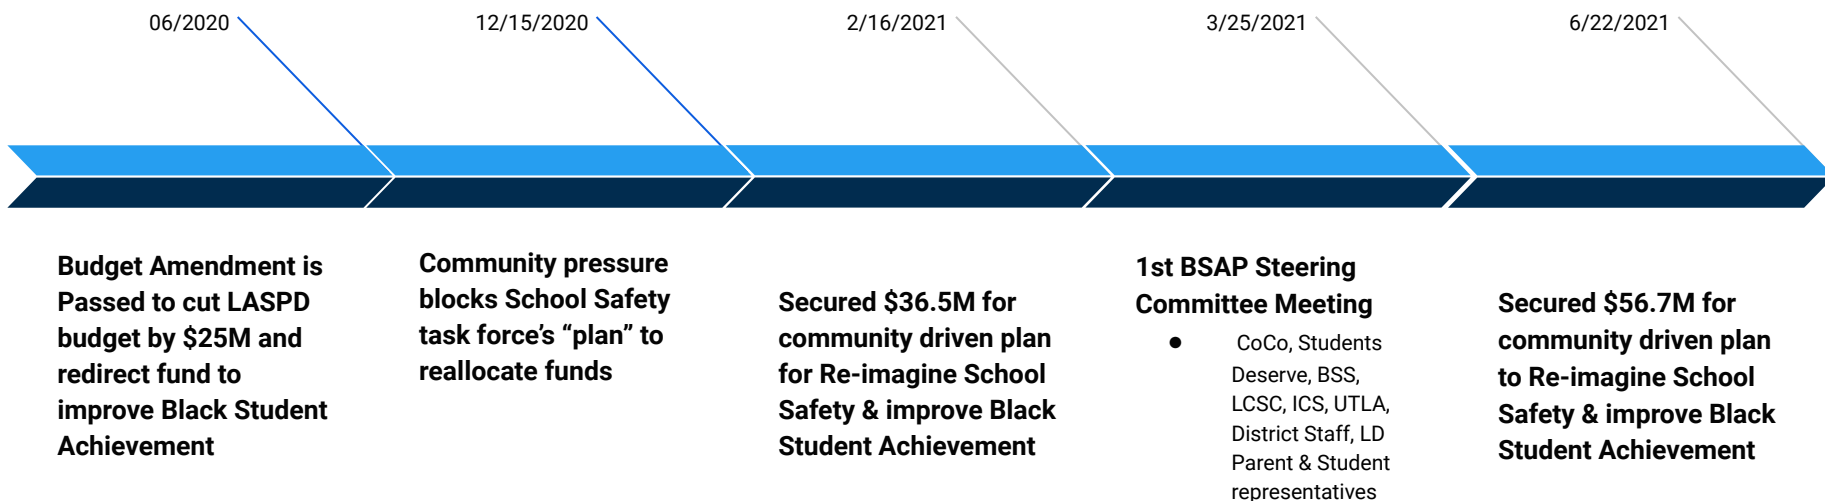 06/2020
12/15/2020
2/16/2021
3/25/2021
6/22/2021
Budget Amendment is
Passed to cut LASPD
budget by $25M and
redirect fund to
improve Black Student
Achievement
Community pressure
blocks School Safety
task force’s “plan” to
reallocate funds
Secured $36.5M for
community driven plan
for Re-imagine School
Safety & improve Black
Student Achievement
1st BSAP Steering
Committee Meeting
● CoCo, Students
Deserve, BSS,
LCSC, ICS, UTLA,
District Staff, LD
Parent & Student
representatives
Secured $56.7M for
community driven plan
to Re-imagine School
Safety & improve Black
Student Achievement